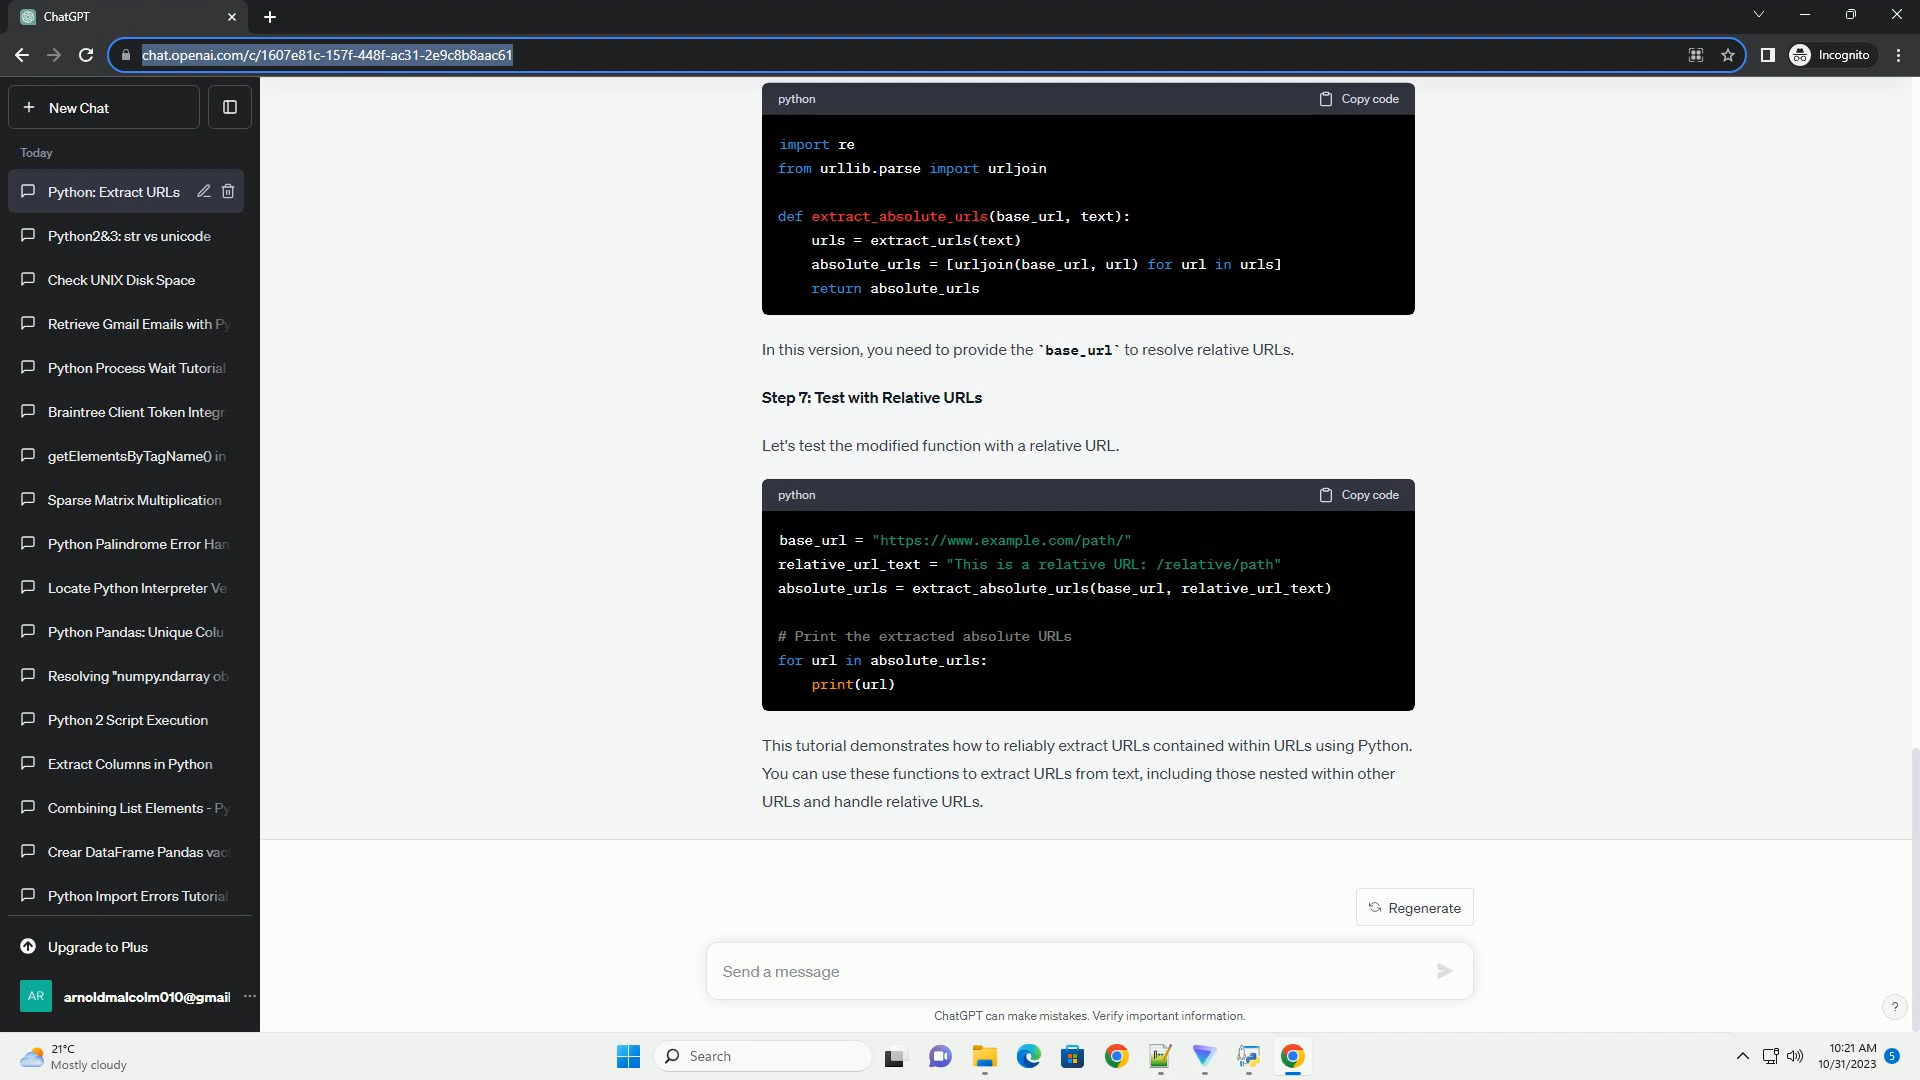 ChatGPT
chat.openai.com/c/1607e81c-157f-448f-ac31-2e9c8b8aac61
Incognito
New Chat
Today
Python: Extract URLs
Python2&3: str vs unicode
Check UNIX Disk Space
Retrieve Gmail Emails with Py
Python Process Wait Tutorial
Braintree Client Token Integr
getElementsByTagName() in
Sparse Matrix Multiplication
Python Palindrome Error Han
Locate Python Interpreter Ve
Python Pandas: Unique Colu
Resolving "numpy.ndarray ob
Python 2 Script Execution
Extract Columns in Python
Combining List Elements - Py
Crear DataFrame Pandas vac
Python Import Errors Tutorial
Upgrade to Plus
AR arnoldmalcolm010@gmail
python Copy code
import re
from urllib.parse import urljoin
def extract_absolute_urls(base_url, text):
    urls = extract_urls(text)
    absolute_urls = [urljoin(base_url, url) for url in urls]
    return absolute_urls
In this version, you need to provide the `base_url` to resolve relative URLs.
Step 7: Test with Relative URLs
Let's test the modified function with a relative URL.
python Copy code
base_url = "https://www.example.com/path/"
relative_url_text = "This is a relative URL: /relative/path"
absolute_urls = extract_absolute_urls(base_url, relative_url_text)
# Print the extracted absolute URLs
for url in absolute_urls:
    print(url)
This tutorial demonstrates how to reliably extract URLs contained within URLs using Python.
You can use these functions to extract URLs from text, including those nested within other
URLs and handle relative URLs.
Regenerate
Send a message
ChatGPT can make mistakes. Verify important information.
?
21°C
Mostly cloudy
Search
10:21 AM
10/31/2023
5